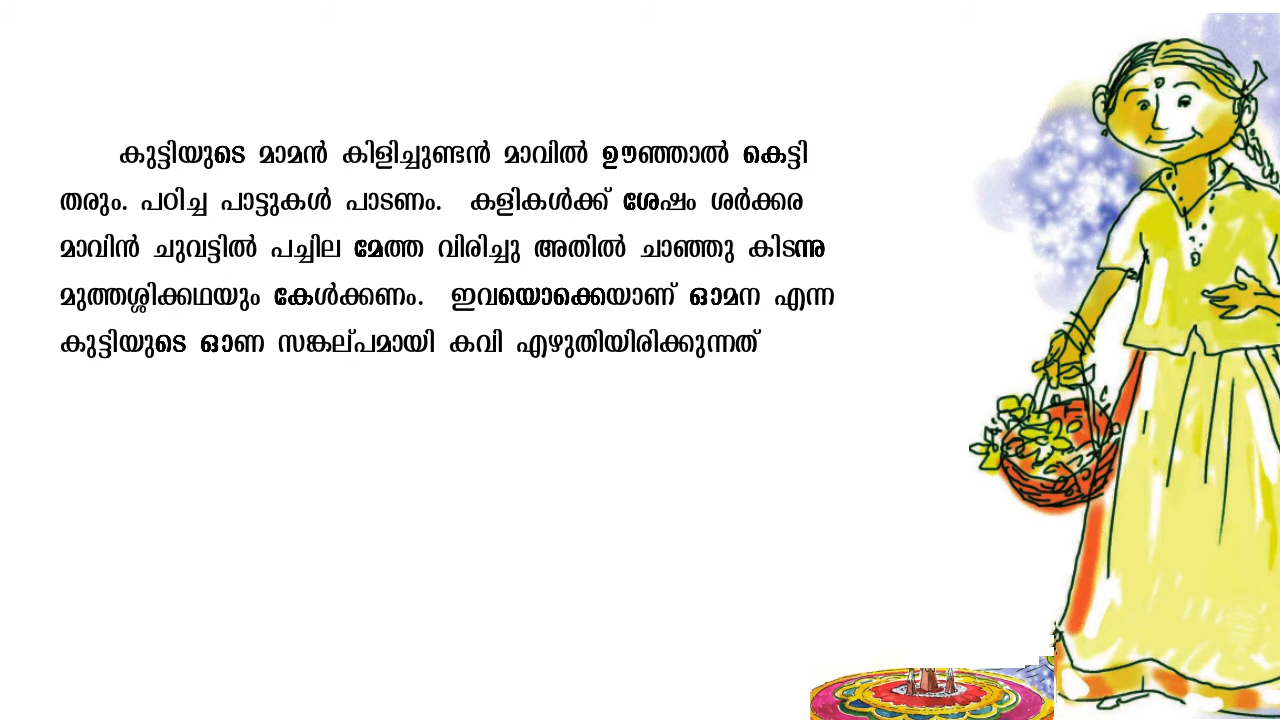 കുട്ടിയുടെ മാമൻ കിളിച്ചുണ്ടൻ മാവിൽ ഊഞ്ഞാൽ കെട്ടി
തരും. പഠിച്ച പാട്ടുകൾ പാടണം. കളികൾക്ക് ശേഷം ശർക്കര
മാവിൻ ചുവട്ടിൽ പച്ചില മേത്ത വിരിച്ചു അതിൽ ചാഞ്ഞു കിടന്നു
മുത്തശ്ശിക്കഥയും കേൾക്കണം. ഇവയൊക്കെയാണ് ഓമന എന്ന
കുട്ടിയുടെ ഓണ സങ്കല്പമായി കവി എഴുതിയിരിക്കുന്നത്